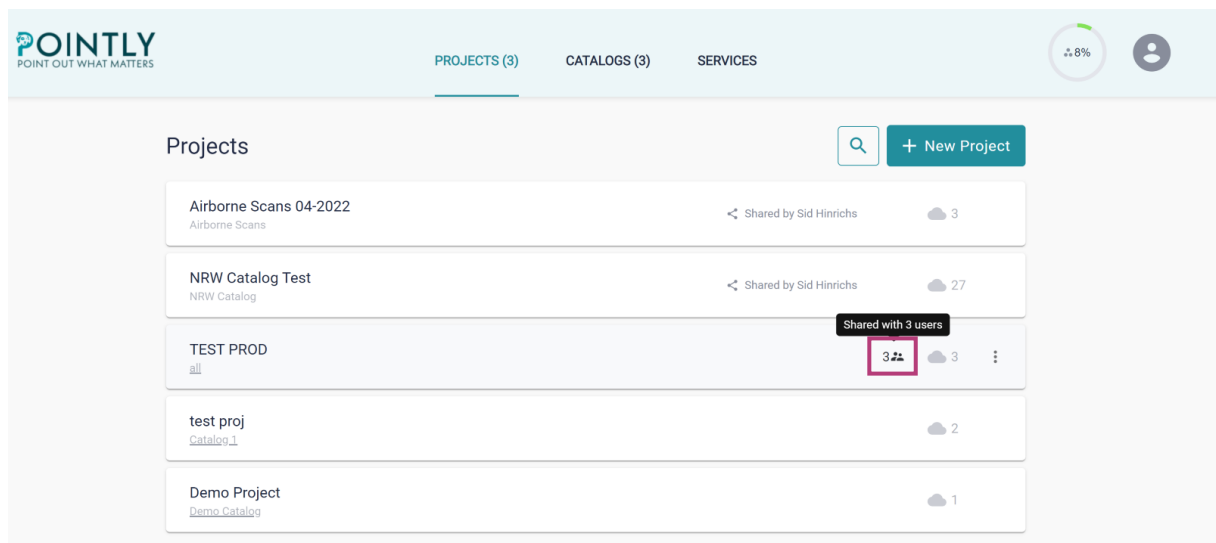 POINTLY
POINT OUT WHAT MATTERS
PROJECTS (3) CATALOGS (3) SERVICES
8%
Projects
+ New Project
Airborne Scans 04-2022
Airborne Scans
Shared by Sid Hinrichs 3
NRW Catalog Test
NRW Catalog
Shared by Sid Hinrichs 27
Shared with 3 users
TEST PROD
all
3 3
test proj
Catalog 1
2
Demo Project
Demo Catalog
1